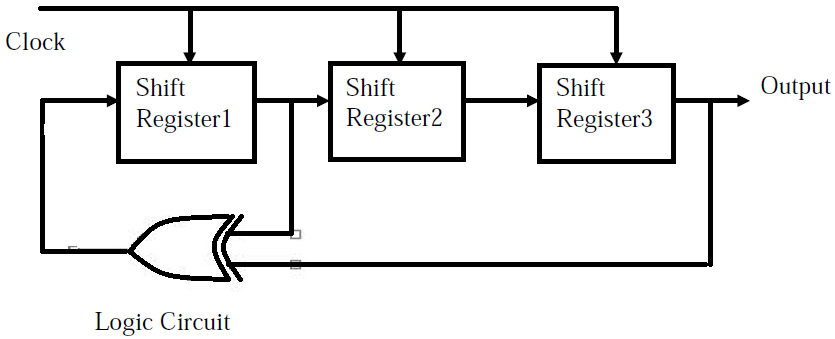 Clock
Shift
Register1
Shift
Register2
Shift
Register3
Output
Logic Circuit